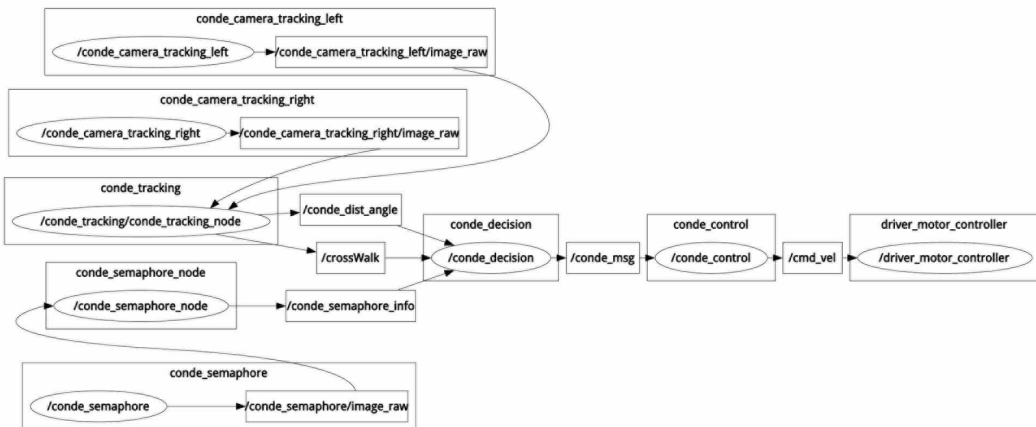 conde_camera_tracking_left
/conde_camera_tracking_left
/conde_camera_tracking_left/image_raw
conde_camera_tracking_right
/conde_camera_tracking_right
/conde_camera_tracking_right/image_raw
conde_tracking
/conde_tracking/conde_tracking_node
/conde_dist_angle
/crossWalk
conde_decision
/conde_decision
/conde_msg
conde_control
/conde_control
/cmd_vel
driver_motor_controller
/driver_motor_controller
conde_semaphore_node
/conde_semaphore_node
/conde_semaphore_info
conde_semaphore
/conde_semaphore
/conde_semaphore/image_raw